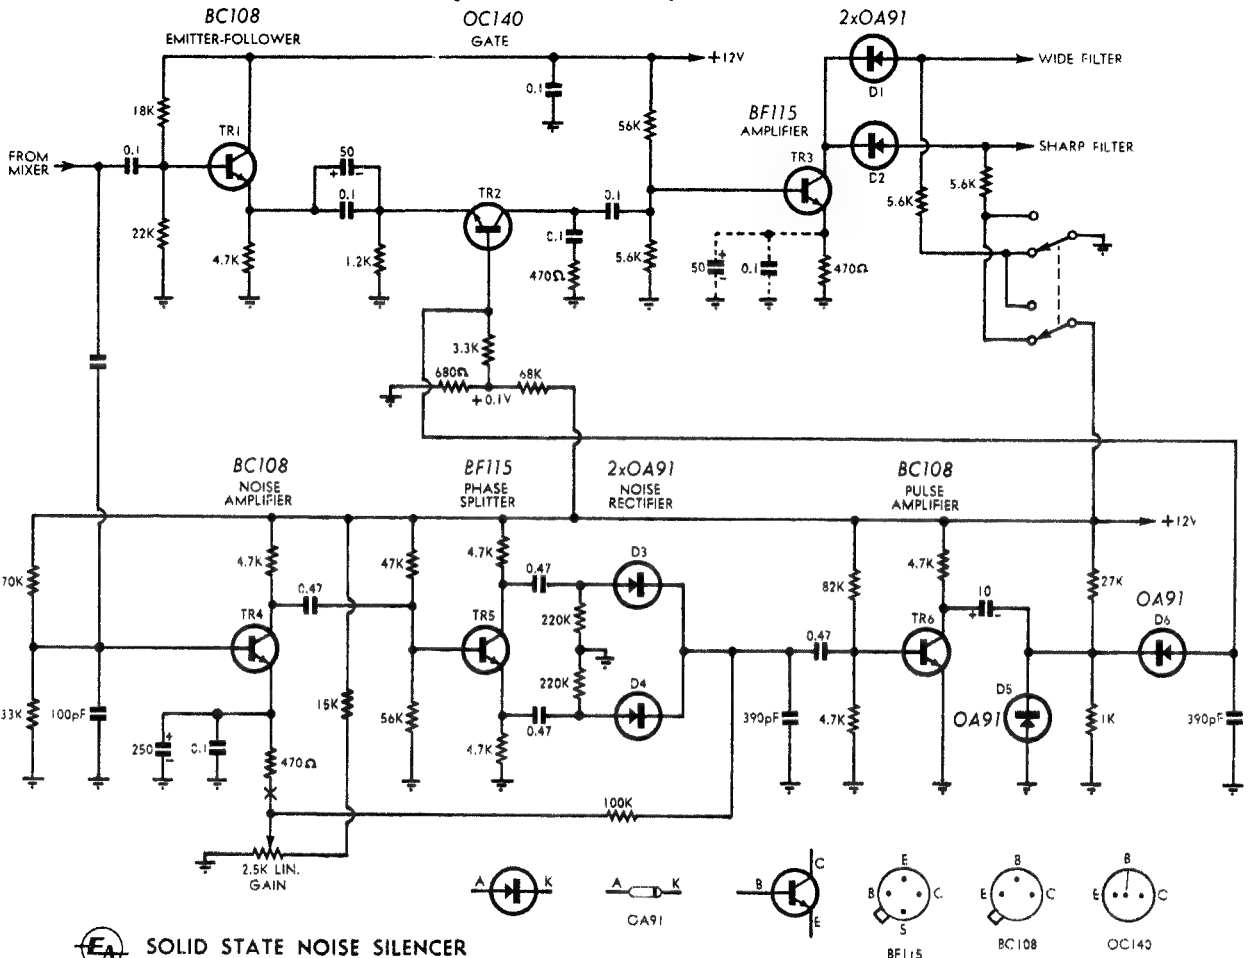 BC108
EMITTER-FOLLOWER
OC140
GATE
2xOA91
+12V
WIDE FILTER
D1
0.1
18K
56K
BF115
AMPLIFIER
TR1
FROM
MIXER
0.1
50
+ -
0.1
TR2
0.1
TR3
D2
SHARP FILTER
5.6K
5.6K
22K
4.7K
1.2K
0.1
470Ω
5.6K
50
+
-
0.1
470Ω
3.3K
680Ω
68K
+0.1V
BC108
NOISE
AMPLIFIER
BF115
PHASE
SPLITTER
2xOA91
NOISE
RECTIFIER
BC108
PULSE
AMPLIFIER
+12V
70K
4.7K
47K
4.7K
D3
0.47
82K
4.7K
27K
0.47
TR4
TR5
220K
10
+ -
OA91
D6
TR6
0.47
220K
D4
D5
OA91
33K
100pF
15K
56K
0.47
4.7K
390pF
4.7K
1K
390pF
250
+
-
0.1
470Ω
100K
2.5K LIN.
GAIN
A K
A K
OA91
B C E
E B C S
BF115
B E C
BC108
B E C
OC140
EA SOLID STATE NOISE SILENCER